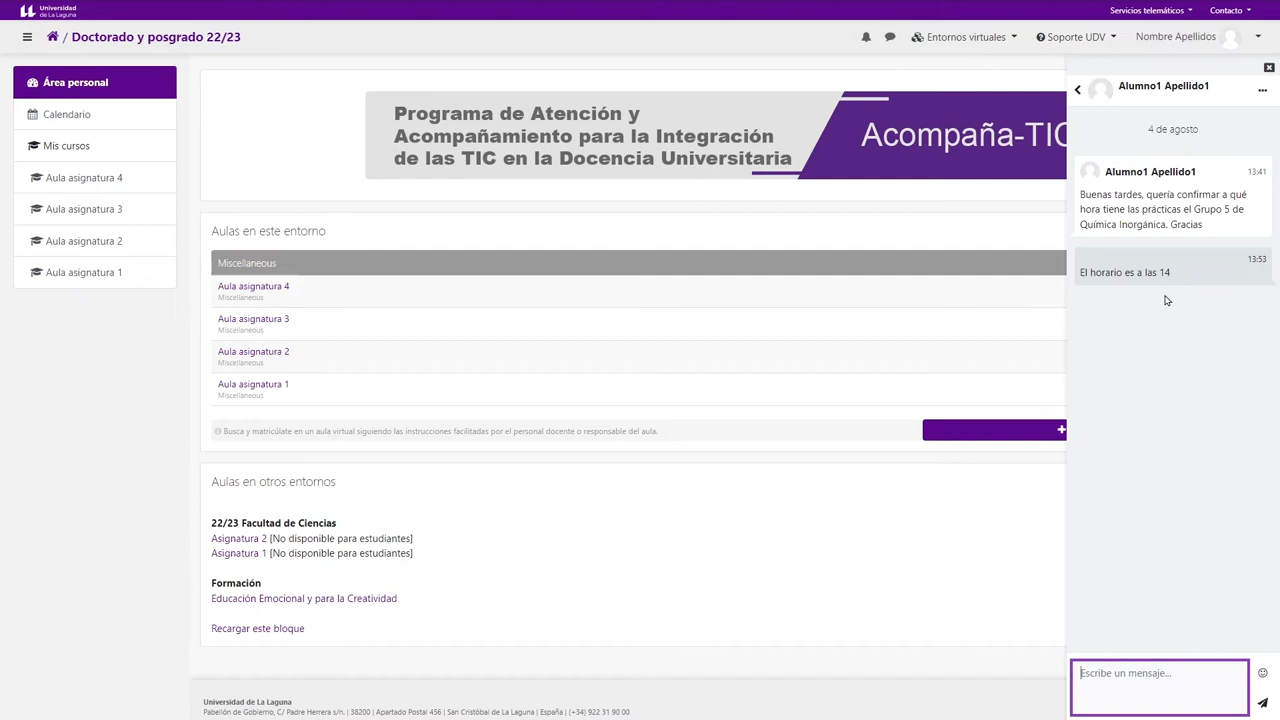 Universidad
de La Laguna
Servicios telemáticos
Contacto
/ Doctorado y posgrado 22/23
Entornos virtuales
Soporte UDV
Nombre Apellidos
Área personal
Calendario
Mis cursos
Aula asignatura 4
Aula asignatura 3
Aula asignatura 2
Aula asignatura 1
Programa de Atención y
Acompañamiento para la Integración
de las TIC en la Docencia Universitaria
Acompaña-TIC
Aulas en este entorno
Miscellaneous
Aula asignatura 4
Miscellaneous
Aula asignatura 3
Miscellaneous
Aula asignatura 2
Miscellaneous
Aula asignatura 1
Miscellaneous
Busca y matricúlate en un aula virtual siguiendo las instrucciones facilitadas por el personal docente o responsable del aula.
Aulas en otros entornos
22/23 Facultad de Ciencias
Asignatura 2 [No disponible para estudiantes]
Asignatura 1 [No disponible para estudiantes]
Formación
Educación Emocional y para la Creatividad
Recargar este bloque
Universidad de La Laguna
Pabellón de Gobierno, C/ Padre Herrera s/n. | 38200 | Apartado Postal 456 | San Cristóbal de La Laguna | España | (+34) 922 31 90 00
Alumno1 Apellido1
4 de agosto
Alumno1 Apellido1
13:41
Buenas tardes, quería confirmar a qué
hora tiene las prácticas el Grupo 5 de
Química Inorgánica. Gracias
13:53
El horario es a las 14
Escribe un mensaje...